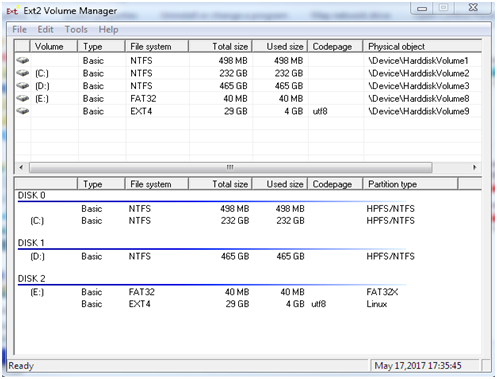 Ext2 Ext2 Volume Manager
File Edit Tools Help
Volume Type File system Total size Used size Codepage Physical object
Basic NTFS 498 MB 498 MB \Device\HarddiskVolume1
(C:) Basic NTFS 232 GB 232 GB \Device\HarddiskVolume2
(D:) Basic NTFS 465 GB 465 GB \Device\HarddiskVolume3
(E:) Basic FAT32 40 MB 40 MB \Device\HarddiskVolume8
Basic EXT4 29 GB 4 GB utf8 \Device\HarddiskVolume9
Type File system Total size Used size Codepage Partition type
DISK 0
Basic NTFS 498 MB 498 MB HPFS/NTFS
(C:) Basic NTFS 232 GB 232 GB HPFS/NTFS
DISK 1
(D:) Basic NTFS 465 GB 465 GB HPFS/NTFS
DISK 2
(E:) Basic FAT32 40 MB 40 MB FAT32X
Basic EXT4 29 GB 4 GB utf8 Linux
Ready May 17,2017 17:35:45